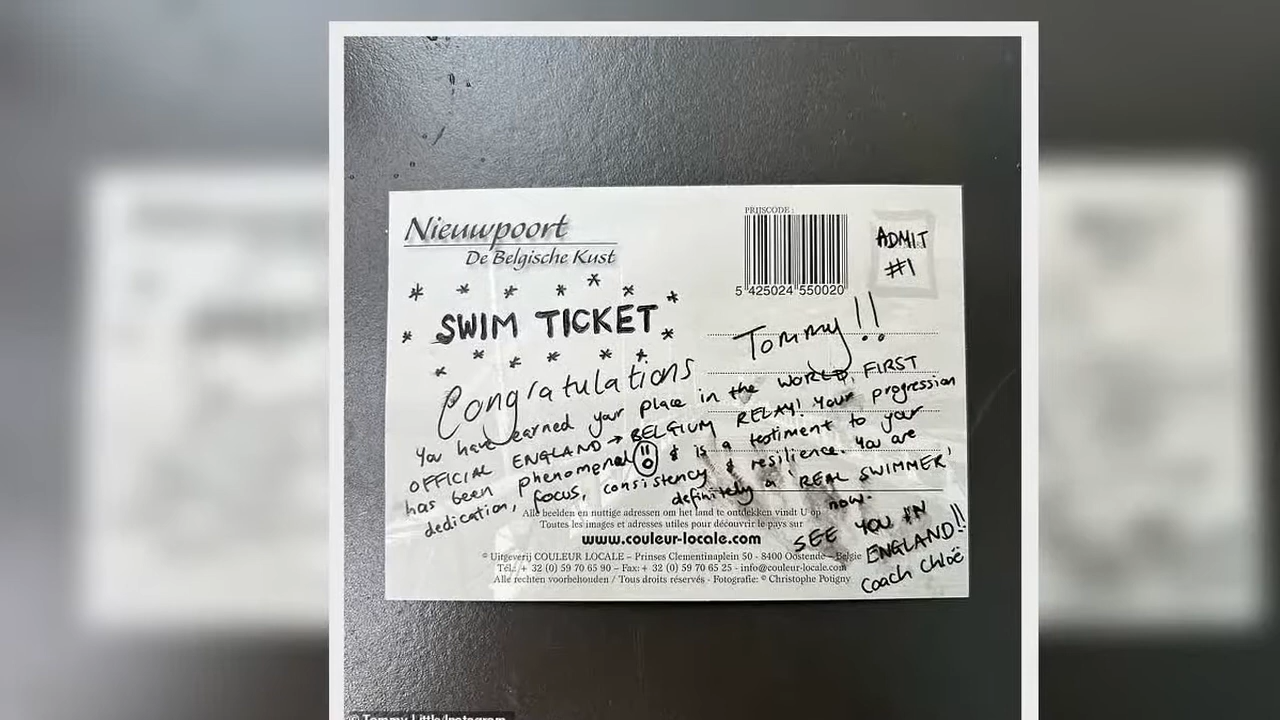 Nieuwpoort
De Belgische Kust
PRIJSCODE :
5 425024 550020
ADMIT
#1
SWIM TICKET
Tommy!!
Congratulations
You have earned your place in the WORLD FIRST
OFFICIAL ENGLAND → BELGIUM RELAY! Your progression
has been phenomenal & is a testiment to your
dedication, focus, consistency & resilience. You are
definitely a 'REAL SWIMMER'
now.
SEE YOU IN
ENGLAND!!
Coach Chloë
Alle beelden en nuttige adressen om het land te ontdekken vindt U op
Toutes les images et adresses utiles pour découvrir le pays sur
www.couleur-locale.com
© Uitgeverij COULEUR LOCALE – Prinses Clementinaplein 50 - 8400 Oostende – Belgie
Tél.: + 32 (0) 59 70 65 90 – Fax: + 32 (0) 59 70 65 25 - info@couleur-locale.com
Alle rechten voorbehouden / Tous droits réservés - Fotografie: © Christophe Potigny
© Tommy Little/Instagram